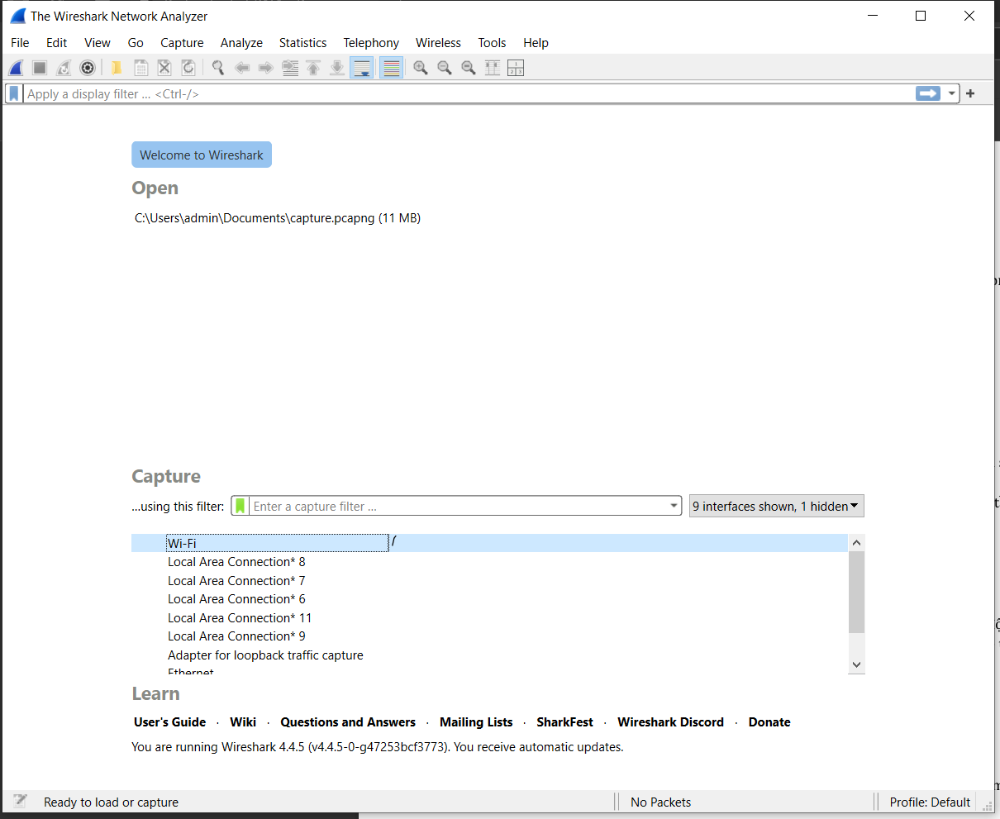 The Wireshark Network Analyzer
File Edit View Go Capture Analyze Statistics Telephony Wireless Tools Help
Apply a display filter ... <Ctrl-/>
Welcome to Wireshark
Open
C:\Users\admin\Documents\capture.pcapng (11 MB)
Capture
...using this filter: Enter a capture filter ... 9 interfaces shown, 1 hidden
Wi-Fi
Local Area Connection* 8
Local Area Connection* 7
Local Area Connection* 6
Local Area Connection* 11
Local Area Connection* 9
Adapter for loopback traffic capture
Ethernet
Learn
User's Guide · Wiki · Questions and Answers · Mailing Lists · SharkFest · Wireshark Discord · Donate
You are running Wireshark 4.4.5 (v4.4.5-0-g47253bcf3773). You receive automatic updates.
Ready to load or capture No Packets Profile: Default